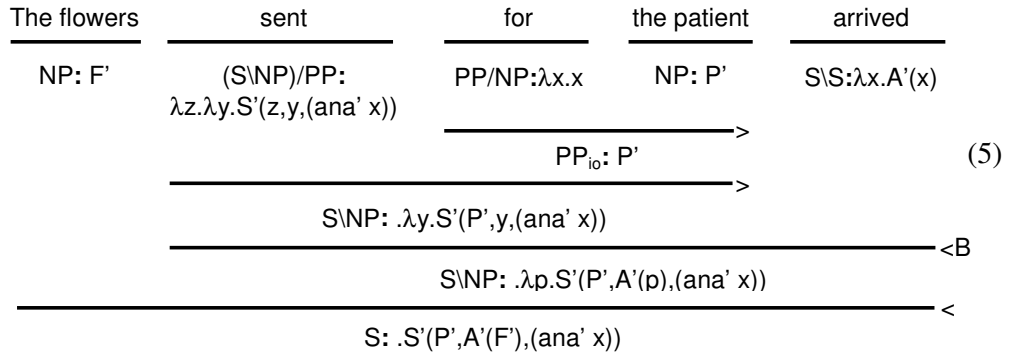 The flowers sent for the patient arrived
NP: F' (S\NP)/PP: PP/NP:λx.x NP: P' S\S:λx.A'(x)
λz.λy.S'(z,y,(ana' x))
>
PP_io: P' (5)
>
S\NP: .λy.S'(P',y,(ana' x))
<B
S\NP: .λp.S'(P',A'(p),(ana' x))
<
S: .S'(P',A'(F'),(ana' x))